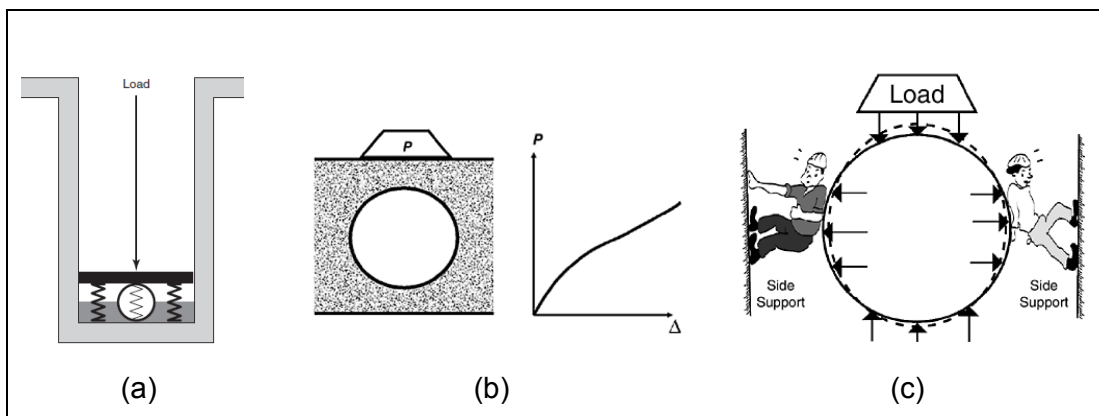 Load
P
P
Δ
Load
Side
Support
Side
Support
(a)
(b)
(c)